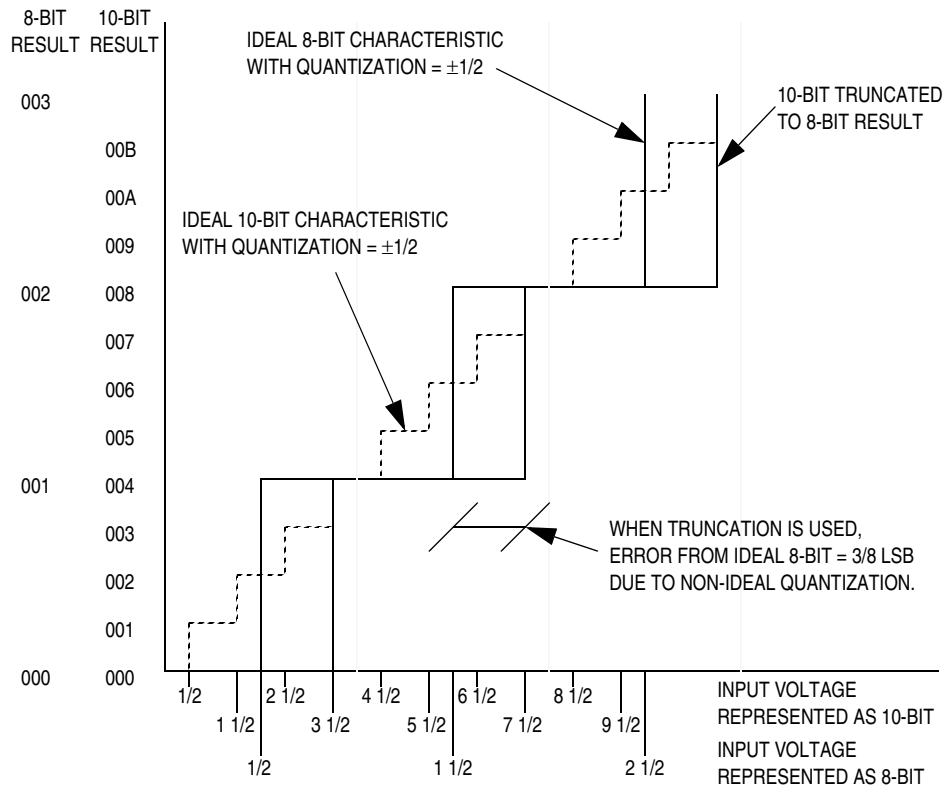 8-BIT RESULT
10-BIT RESULT
IDEAL 8-BIT CHARACTERISTIC
WITH QUANTIZATION = ±1/2
10-BIT TRUNCATED
TO 8-BIT RESULT
IDEAL 10-BIT CHARACTERISTIC
WITH QUANTIZATION = ±1/2
003
00B
00A
009
002 008
007
006
005
001 004
003
002
001
000 000
WHEN TRUNCATION IS USED,
ERROR FROM IDEAL 8-BIT = 3/8 LSB
DUE TO NON-IDEAL QUANTIZATION.
1/2 2 1/2 4 1/2 6 1/2 8 1/2
1 1/2 3 1/2 5 1/2 7 1/2 9 1/2
INPUT VOLTAGE
REPRESENTED AS 10-BIT
1/2 1 1/2 2 1/2
INPUT VOLTAGE
REPRESENTED AS 8-BIT